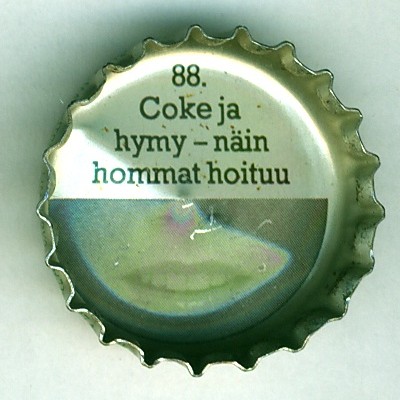 88.
Coke ja
hymy – näin
hommat hoituu